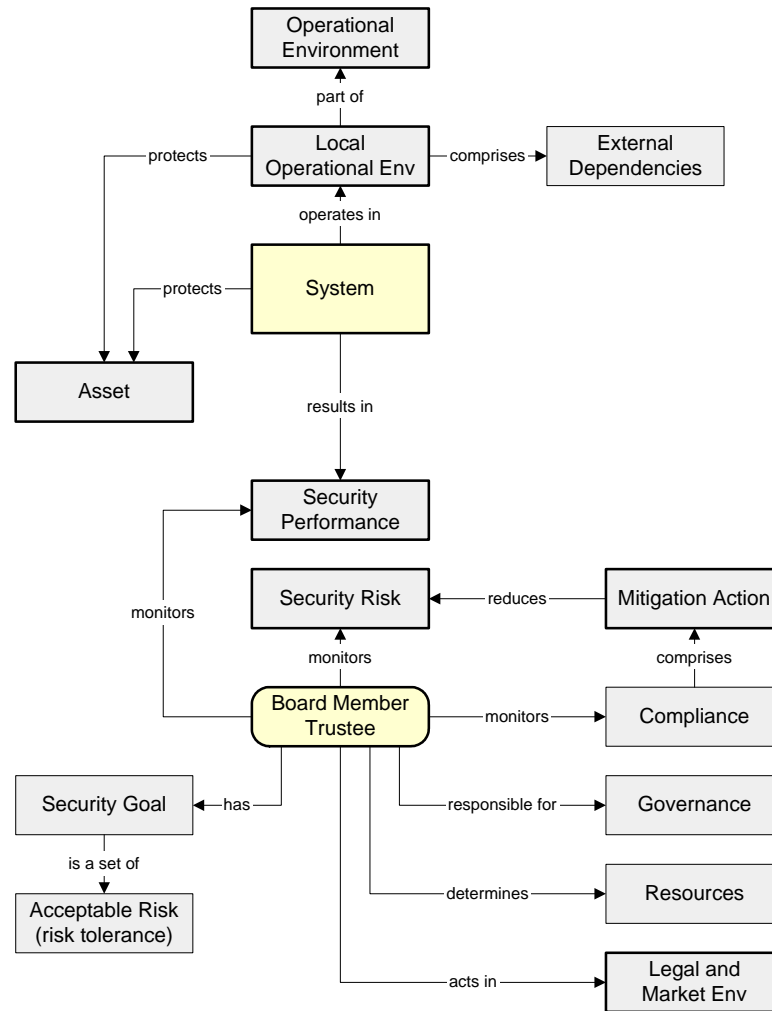 Operational
Environment
part of
protects
Local
Operational Env
comprises
External
Dependencies
operates in
protects
System
Asset
results in
Security
Performance
monitors
Security Risk
reduces
Mitigation Action
monitors
comprises
Board Member
Trustee
monitors
Compliance
Security Goal
has
responsible for
Governance
is a set of
determines
Resources
Acceptable Risk
(risk tolerance)
acts in
Legal and
Market Env